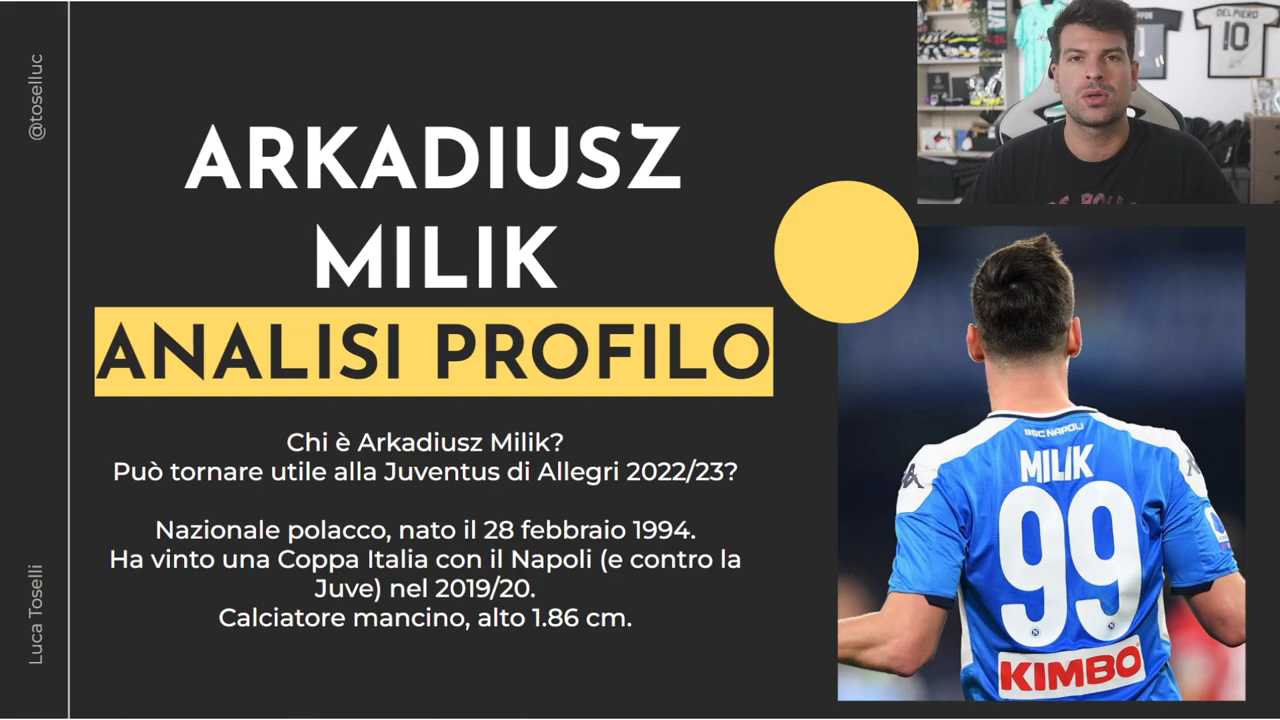 @toselluc
Luca Toselli
ARKADIUSZ
MILIK
ANALISI PROFILO
Chi è Arkadiusz Milik?
Può tornare utile alla Juventus di Allegri 2022/23?
Nazionale polacco, nato il 28 febbraio 1994.
Ha vinto una Coppa Italia con il Napoli (e contro la
Juve) nel 2019/20.
Calciatore mancino, alto 1.86 cm.
DEL PIERO
10
SSC NAPOLI
MILIK
99
KIMBO